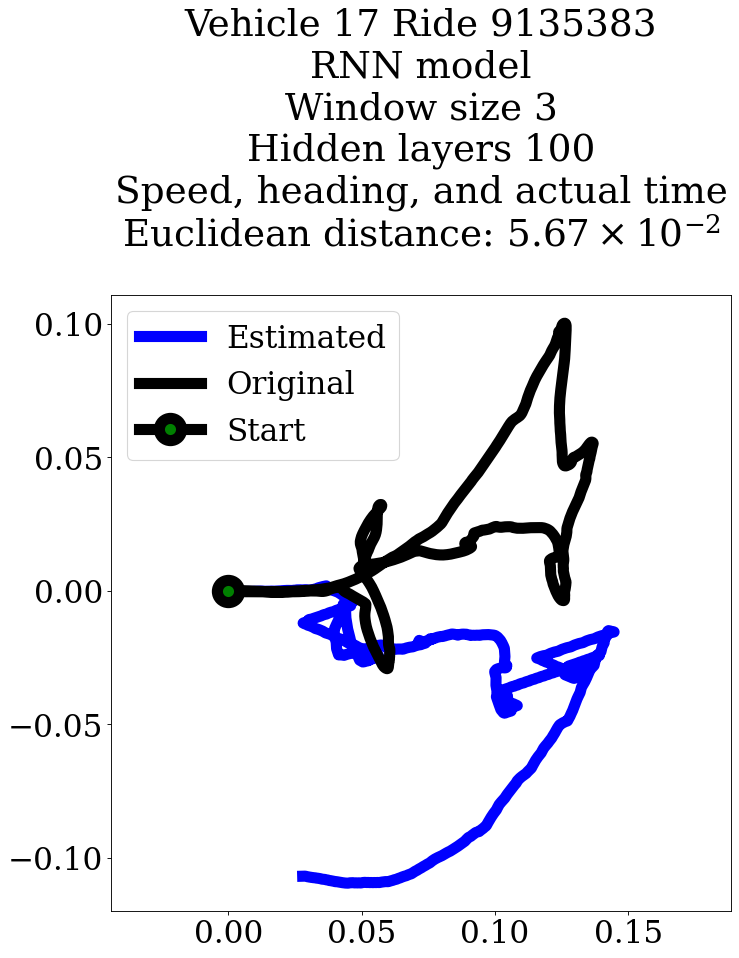 Vehicle 17 Ride 9135383
RNN model
Window size 3
Hidden layers 100
Speed, heading, and actual time
Euclidean distance: 5.67 × 10⁻²
Estimated
Original
Start
0.10
0.05
0.00
−0.05
−0.10
0.00 0.05 0.10 0.15